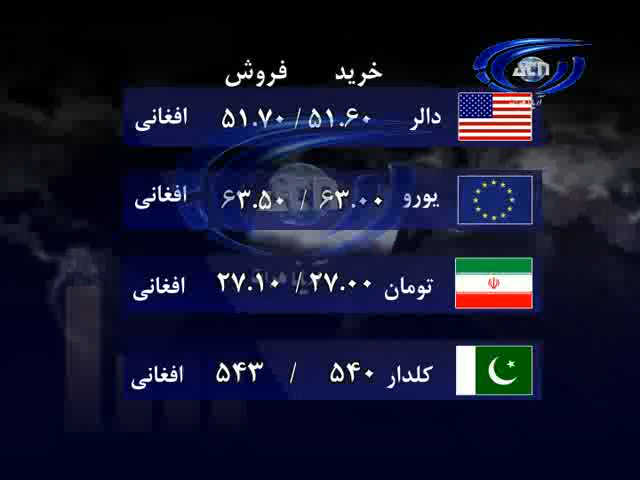 خرید فروش
دالر ۵۱.۶۰ / ۵۱.۷۰ افغانی
یورو ۶۳.۰۰ / ۶۳.۵۰ افغانی
تومان ۲۷.۰۰ / ۲۷.۱۰ افغانی
کلدار ۵۴۰ / ۵۴۳ افغانی